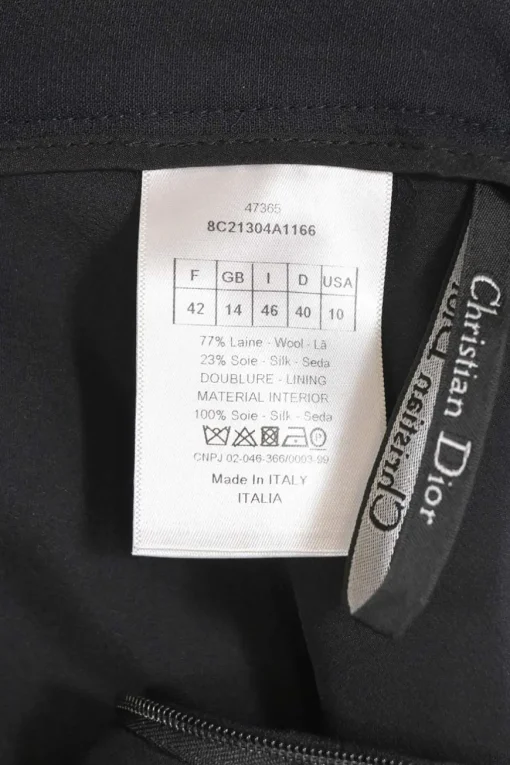 47365
8C21304A1166
F GB I D USA
42 14 46 40 10
77% Laine - Wool - Lã
23% Soie - Silk - Seda
DOUBLURE - LINING
MATERIAL INTERIOR
100% Soie - Silk - Seda
CNPJ 02-046-366/0003-99
Made In ITALY
ITALIA
Christian Dior
Christian Dior